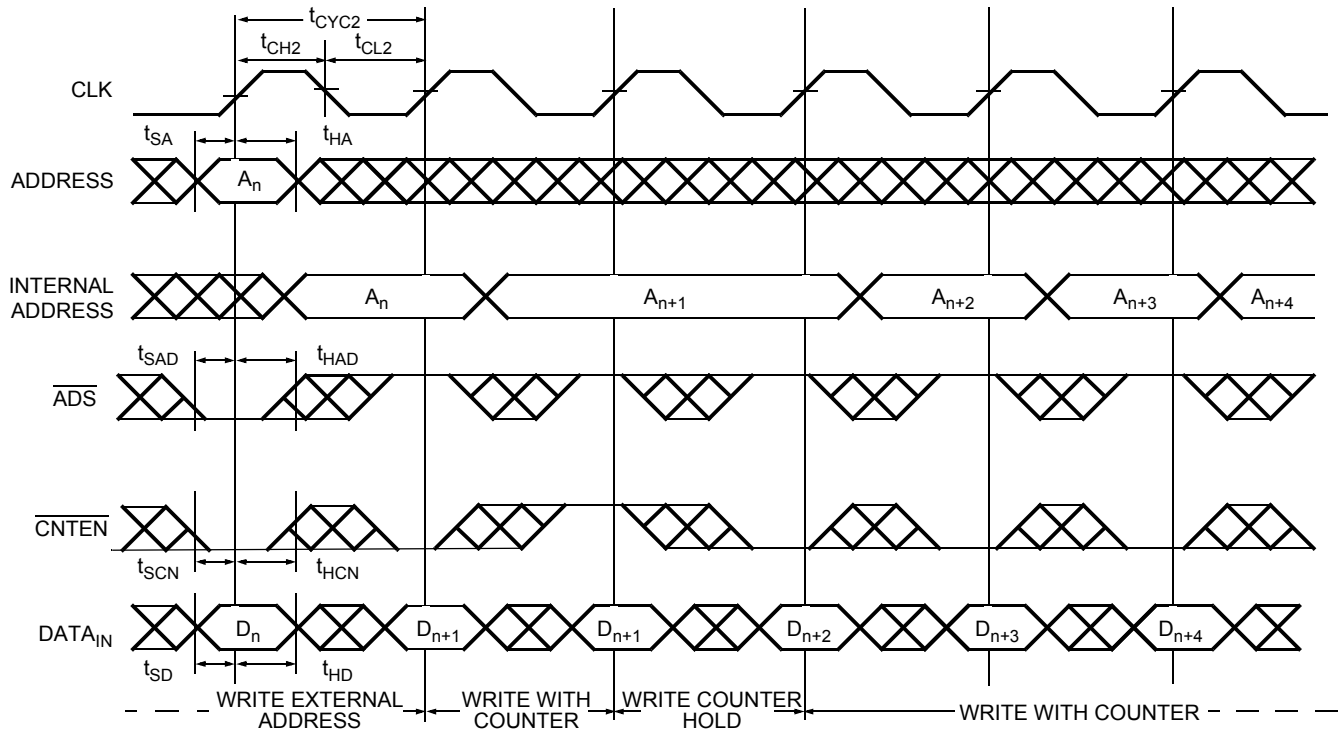 tCYC2
tCH2 tCL2
CLK
tSA tHA
ADDRESS An
INTERNAL
ADDRESS
An An+1 An+2 An+3 An+4
tSAD tHAD
ADS
CNTEN
tSCN tHCN
DATAIN Dn Dn+1 Dn+1 Dn+2 Dn+3 Dn+4
tSD tHD
WRITE EXTERNAL
ADDRESS
WRITE WITH
COUNTER
WRITE COUNTER
HOLD
WRITE WITH COUNTER